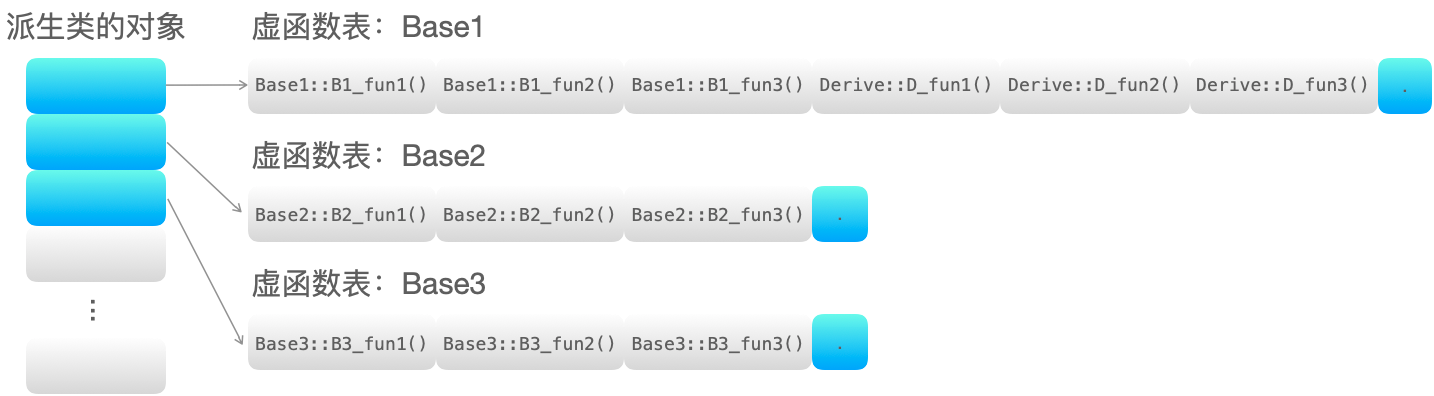 派生类的对象
虚函数表：Base1
Base1::B1_fun1() Base1::B1_fun2() Base1::B1_fun3() Derive::D_fun1() Derive::D_fun2() Derive::D_fun3() .
虚函数表：Base2
Base2::B2_fun1() Base2::B2_fun2() Base2::B2_fun3() .
虚函数表：Base3
Base3::B3_fun1() Base3::B3_fun2() Base3::B3_fun3() .
⋮